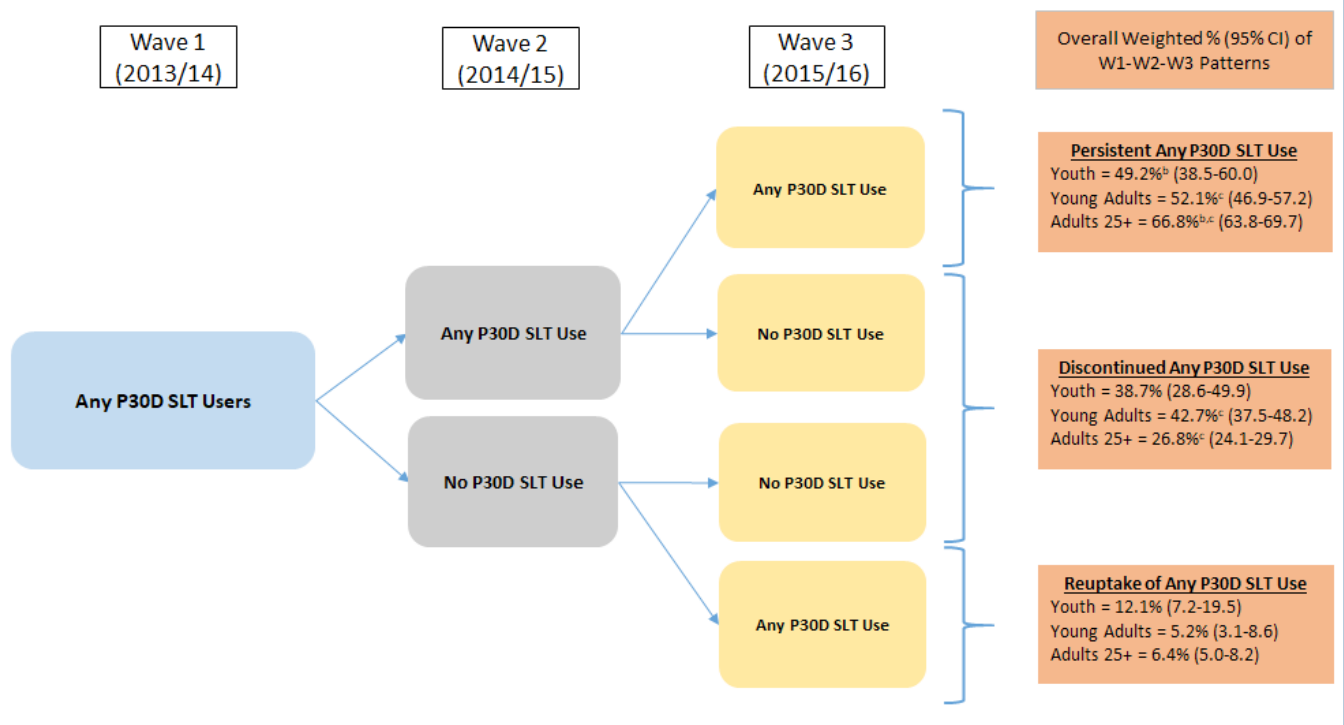 Wave 1
(2013/14)
Wave 2
(2014/15)
Wave 3
(2015/16)
Overall Weighted % (95% CI) of
W1-W2-W3 Patterns
Any P30D SLT Users
Any P30D SLT Use
No P30D SLT Use
Any P30D SLT Use
No P30D SLT Use
No P30D SLT Use
Any P30D SLT Use
Persistent Any P30D SLT Use
Youth = 49.2%ᵇ (38.5-60.0)
Young Adults = 52.1%ᶜ (46.9-57.2)
Adults 25+ = 66.8%ᵇ,ᶜ (63.8-69.7)
Discontinued Any P30D SLT Use
Youth = 38.7% (28.6-49.9)
Young Adults = 42.7%ᶜ (37.5-48.2)
Adults 25+ = 26.8%ᶜ (24.1-29.7)
Reuptake of Any P30D SLT Use
Youth = 12.1% (7.2-19.5)
Young Adults = 5.2% (3.1-8.6)
Adults 25+ = 6.4% (5.0-8.2)